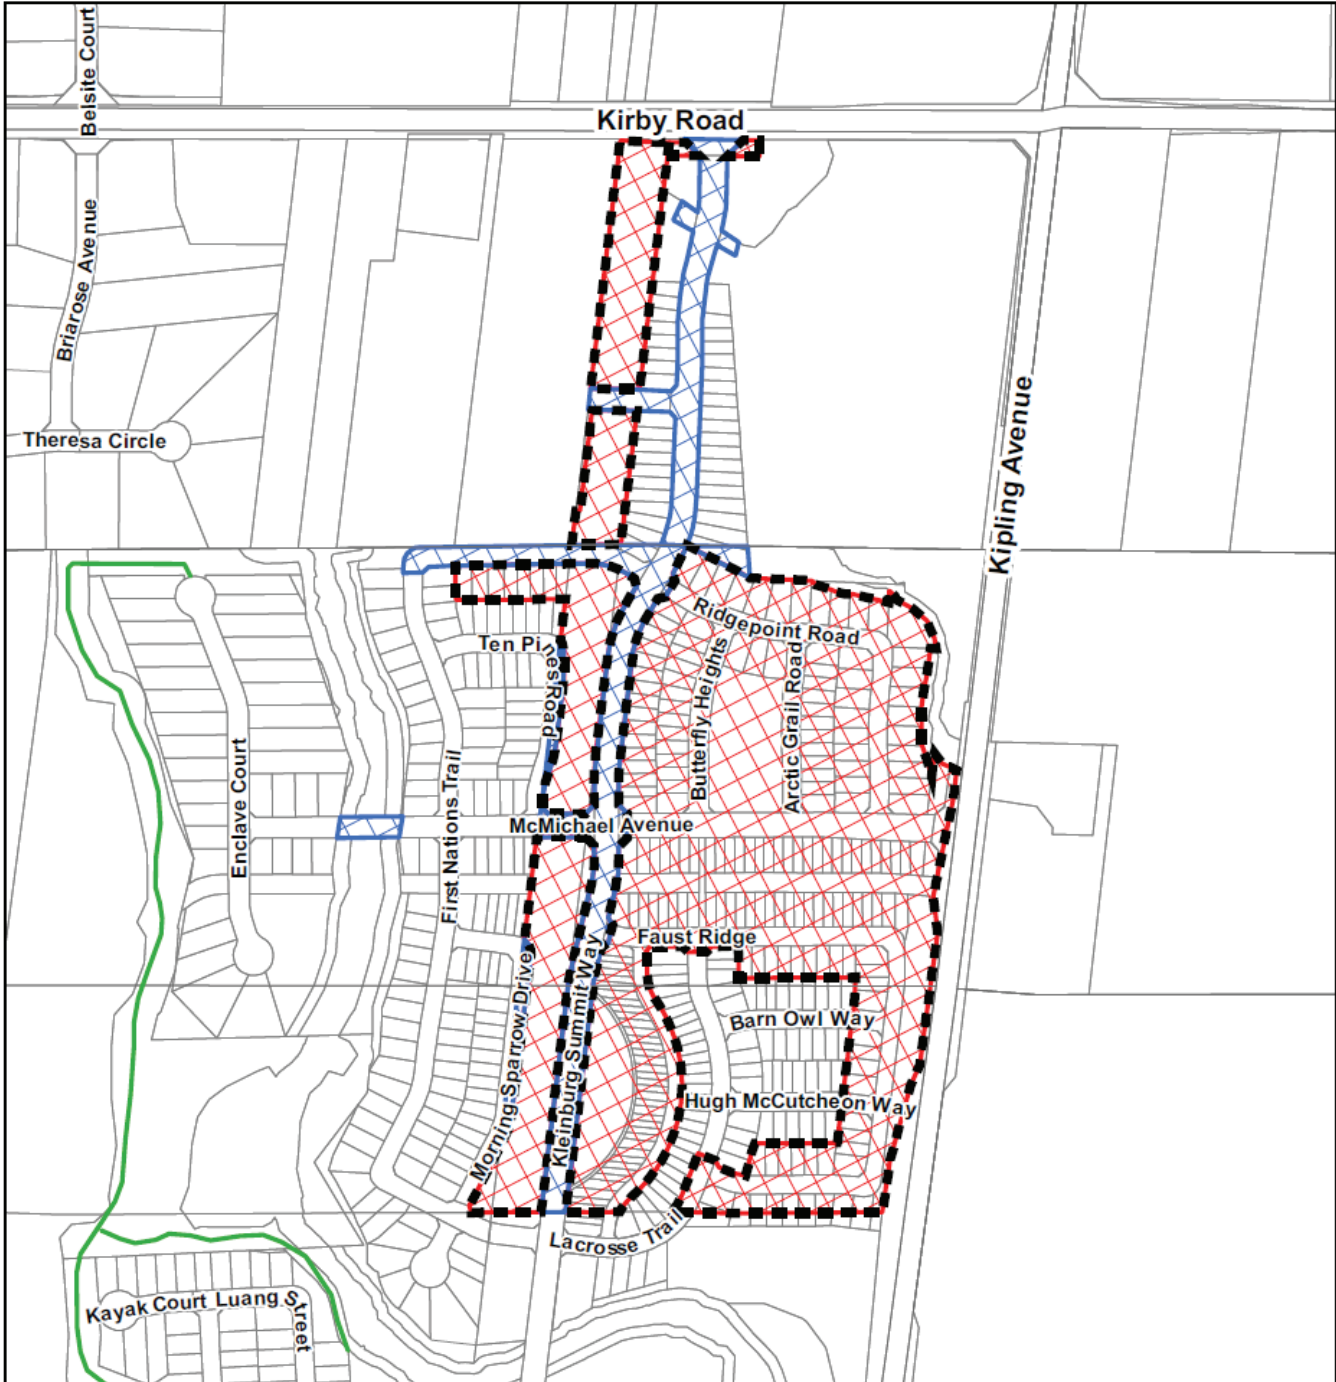 Belsite Court
Kirby Road
Briarose Avenue
Theresa Circle
Kipling Avenue
Ridgepoint Road
Ten Pines Road
Butterfly Heights
Arctic Grail Road
Enclave Court
First Nations Trail
McMichael Avenue
Faust Ridge
Morning Sparrow Drive
Kleinburg Summit Way
Barn Owl Way
Hugh McCutcheon Way
Lacrosse Trail
Kayak Court
Luang Street